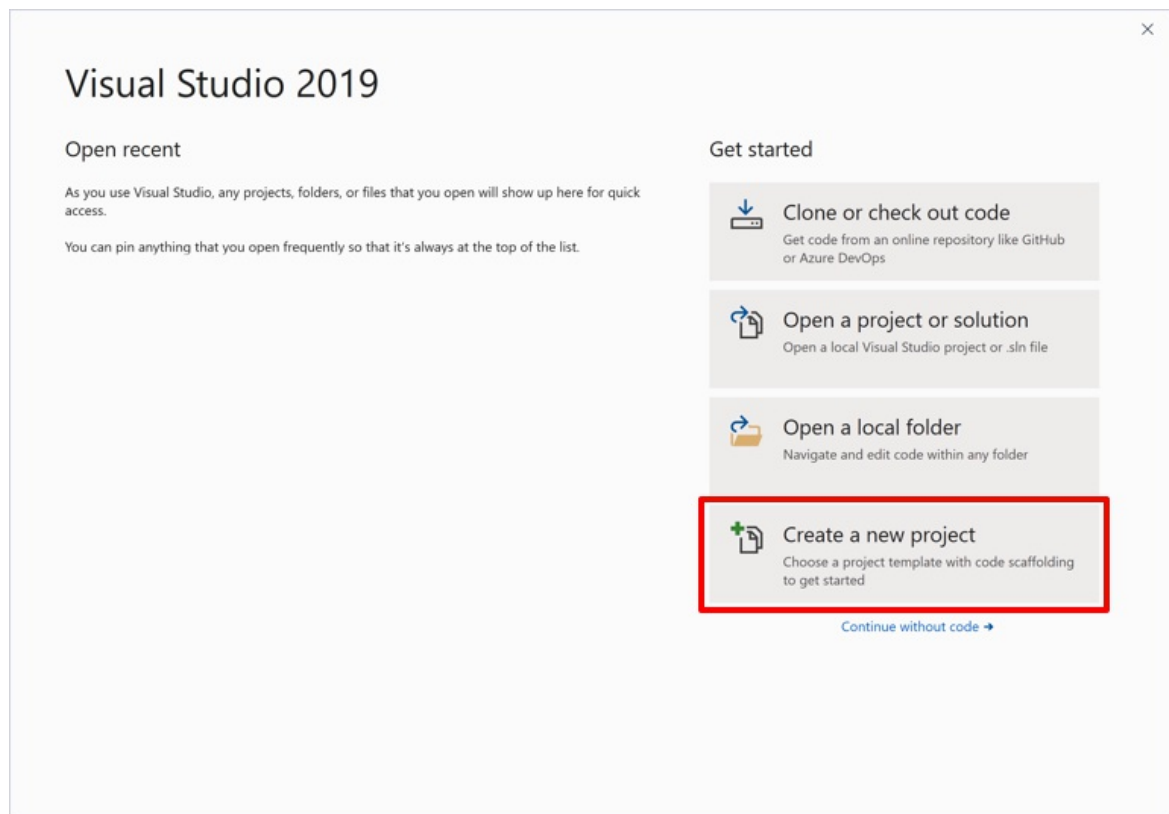 Visual Studio 2019
Open recent
As you use Visual Studio, any projects, folders, or files that you open will show up here for quick
access.
You can pin anything that you open frequently so that it's always at the top of the list.
Get started
Clone or check out code
Get code from an online repository like GitHub
or Azure DevOps
Open a project or solution
Open a local Visual Studio project or .sln file
Open a local folder
Navigate and edit code within any folder
Create a new project
Choose a project template with code scaffolding
to get started
Continue without code →